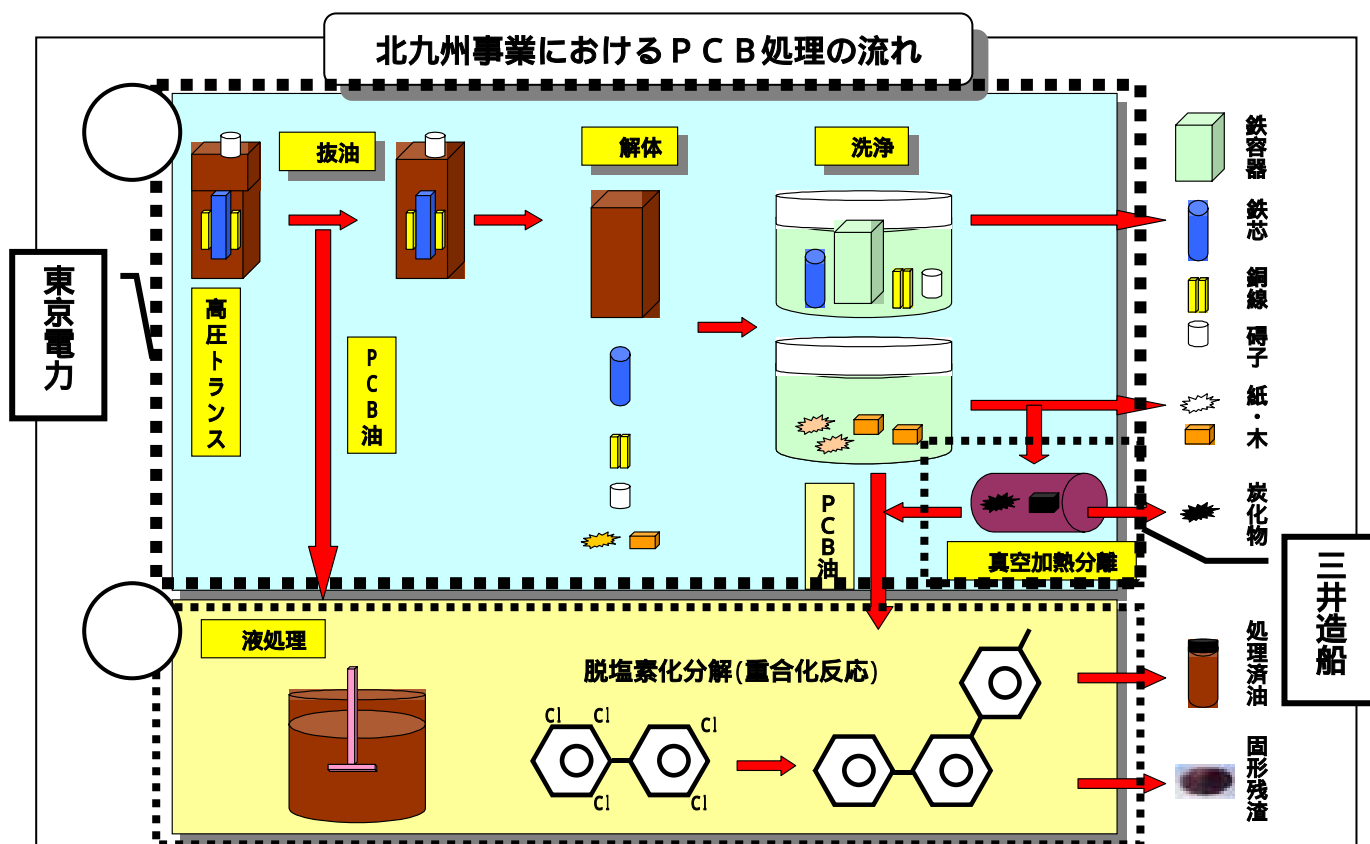 北九州事業におけるＰＣＢ処理の流れ
抜油
解体
洗浄
鉄容器
鉄芯
銅線
碍子
紙・木
炭化物
東京電力
高圧トランス
ＰＣＢ油
ＰＣＢ油
真空加熱分離
三井造船
液処理
脱塩素化分解(重合化反応)
Cl
Cl
Cl
Cl
Cl
処理済油
固形残渣